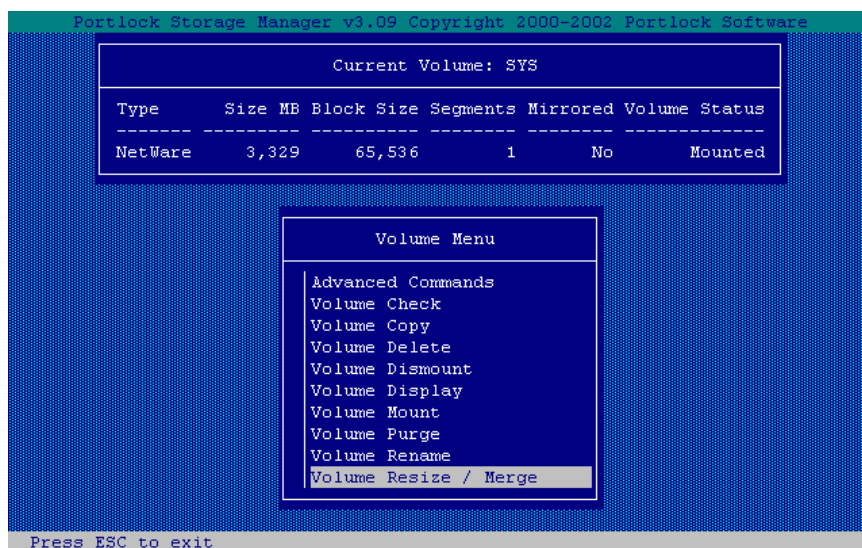 Portlock Storage Manager v3.09 Copyright 2000-2002 Portlock Software
Current Volume: SYS
Type Size MB Block Size Segments Mirrored Volume Status
------- --------- ---------- -------- -------- -------------
NetWare 3,329 65,536 1 No Mounted
Volume Menu
Advanced Commands
Volume Check
Volume Copy
Volume Delete
Volume Dismount
Volume Display
Volume Mount
Volume Purge
Volume Rename
Volume Resize / Merge
Press ESC to exit